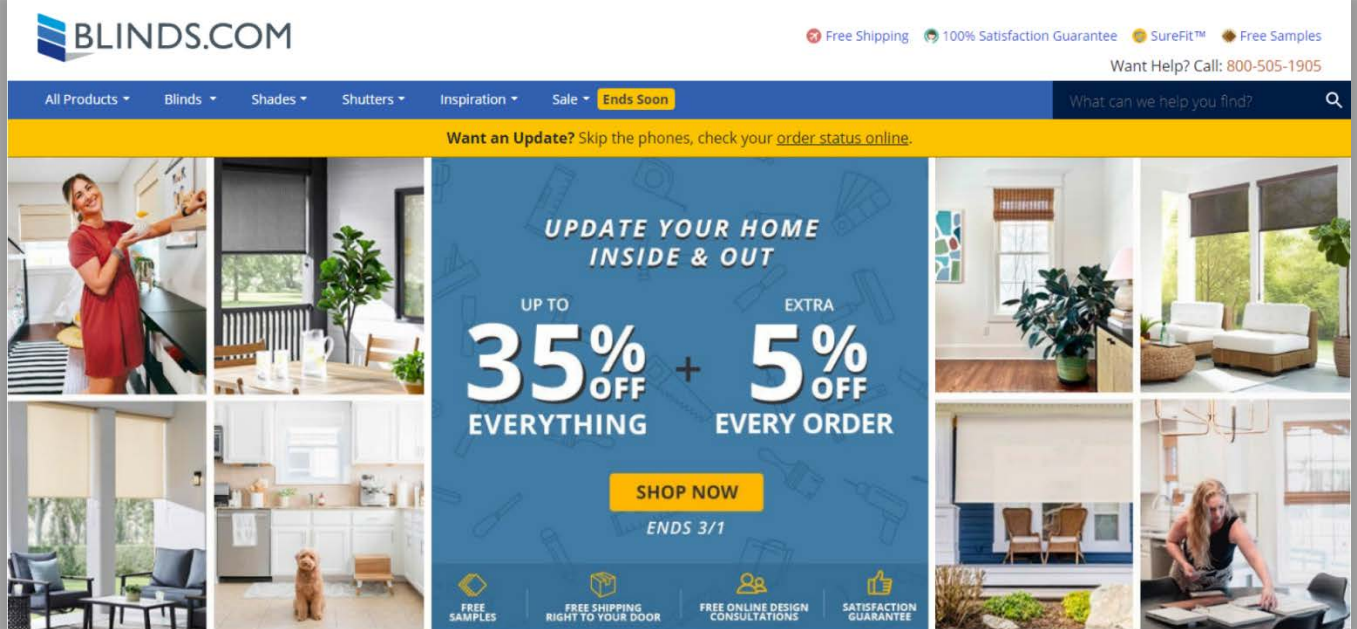 BLINDS.COM
Free Shipping 100% Satisfaction Guarantee SureFit™ Free Samples
Want Help? Call: 800-505-1905
All Products Blinds Shades Shutters Inspiration Sale Ends Soon What can we help you find?
Want an Update? Skip the phones, check your order status online.
UPDATE YOUR HOME
INSIDE & OUT
UP TO
35% OFF
EVERYTHING
+
EXTRA
5% OFF
EVERY ORDER
SHOP NOW
ENDS 3/1
FREE
SAMPLES
FREE SHIPPING
RIGHT TO YOUR DOOR
FREE ONLINE DESIGN
CONSULTATIONS
SATISFACTION
GUARANTEE